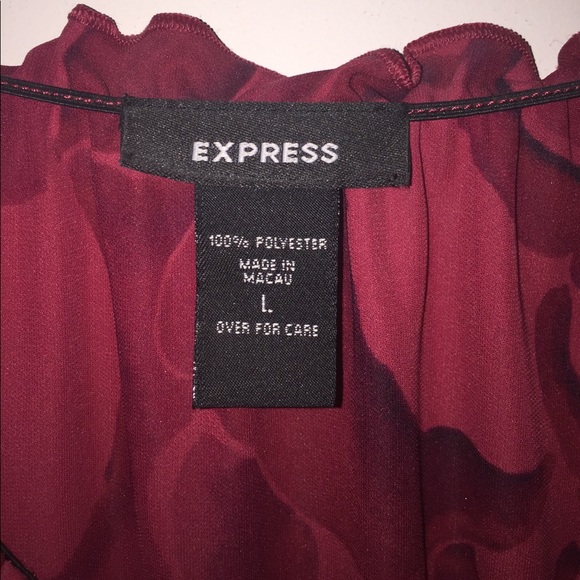 EXPRESS
100% POLYESTER
MADE IN
MACAU
L
OVER FOR CARE